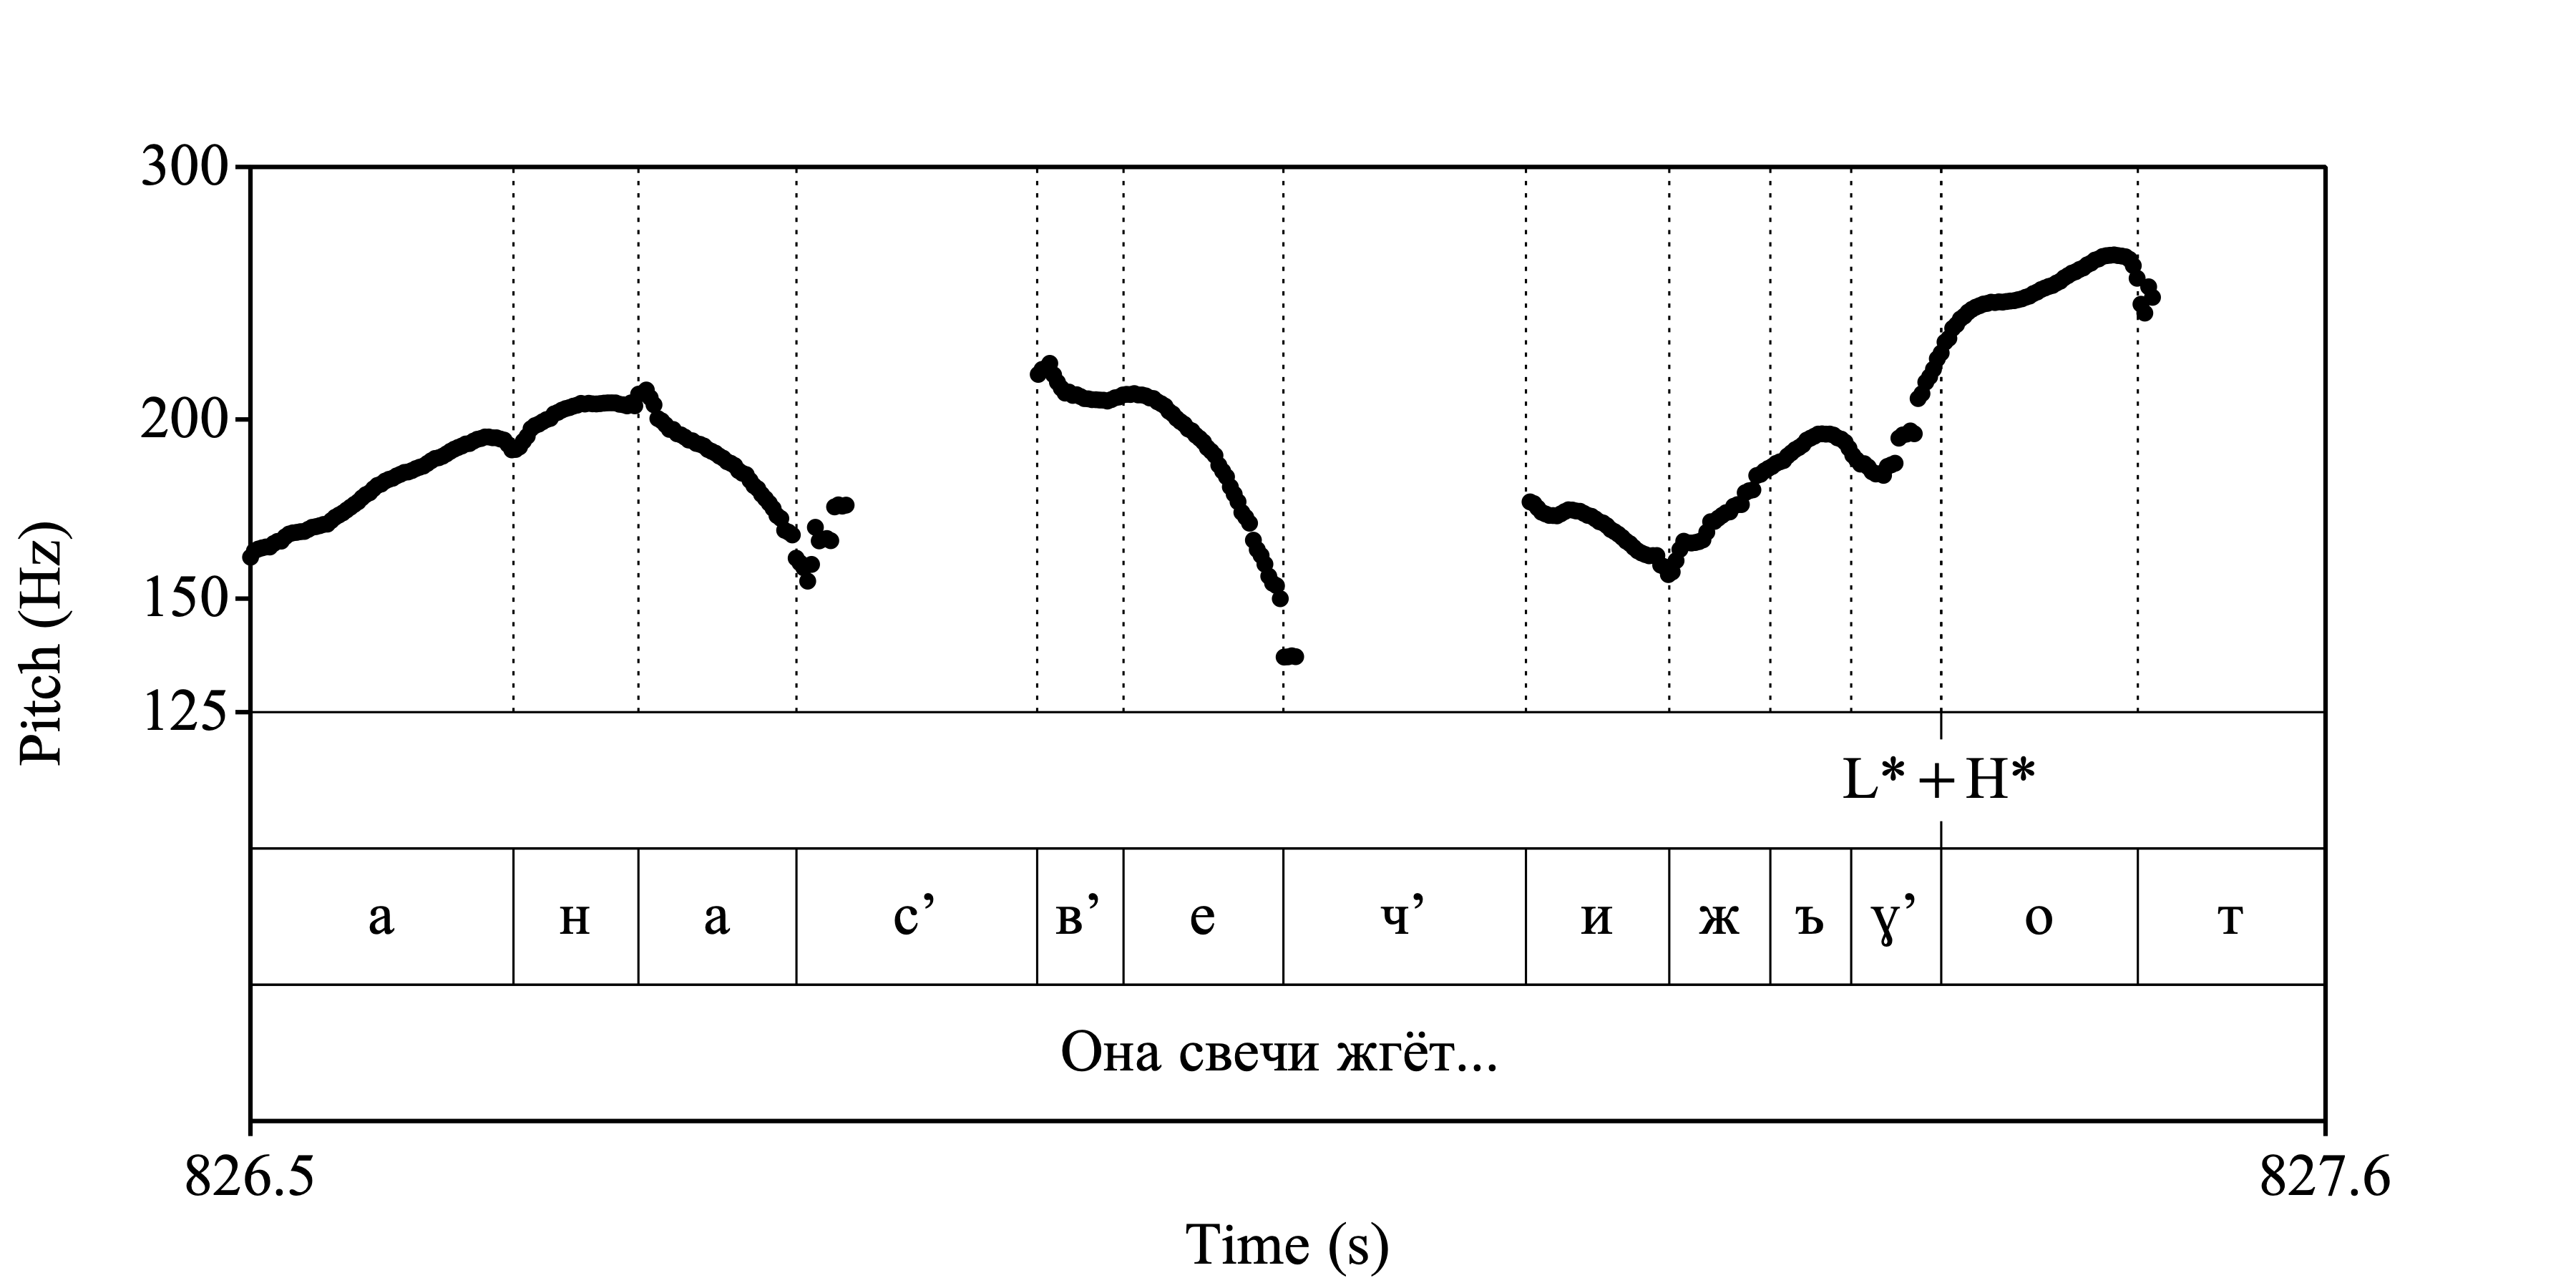 300
200
150
125
Pitch (Hz)
L* + H*
а н а с’ в’ е ч’ и ж ъ ɣ’ о т
Она свечи жгёт...
826.5 827.6
Time (s)